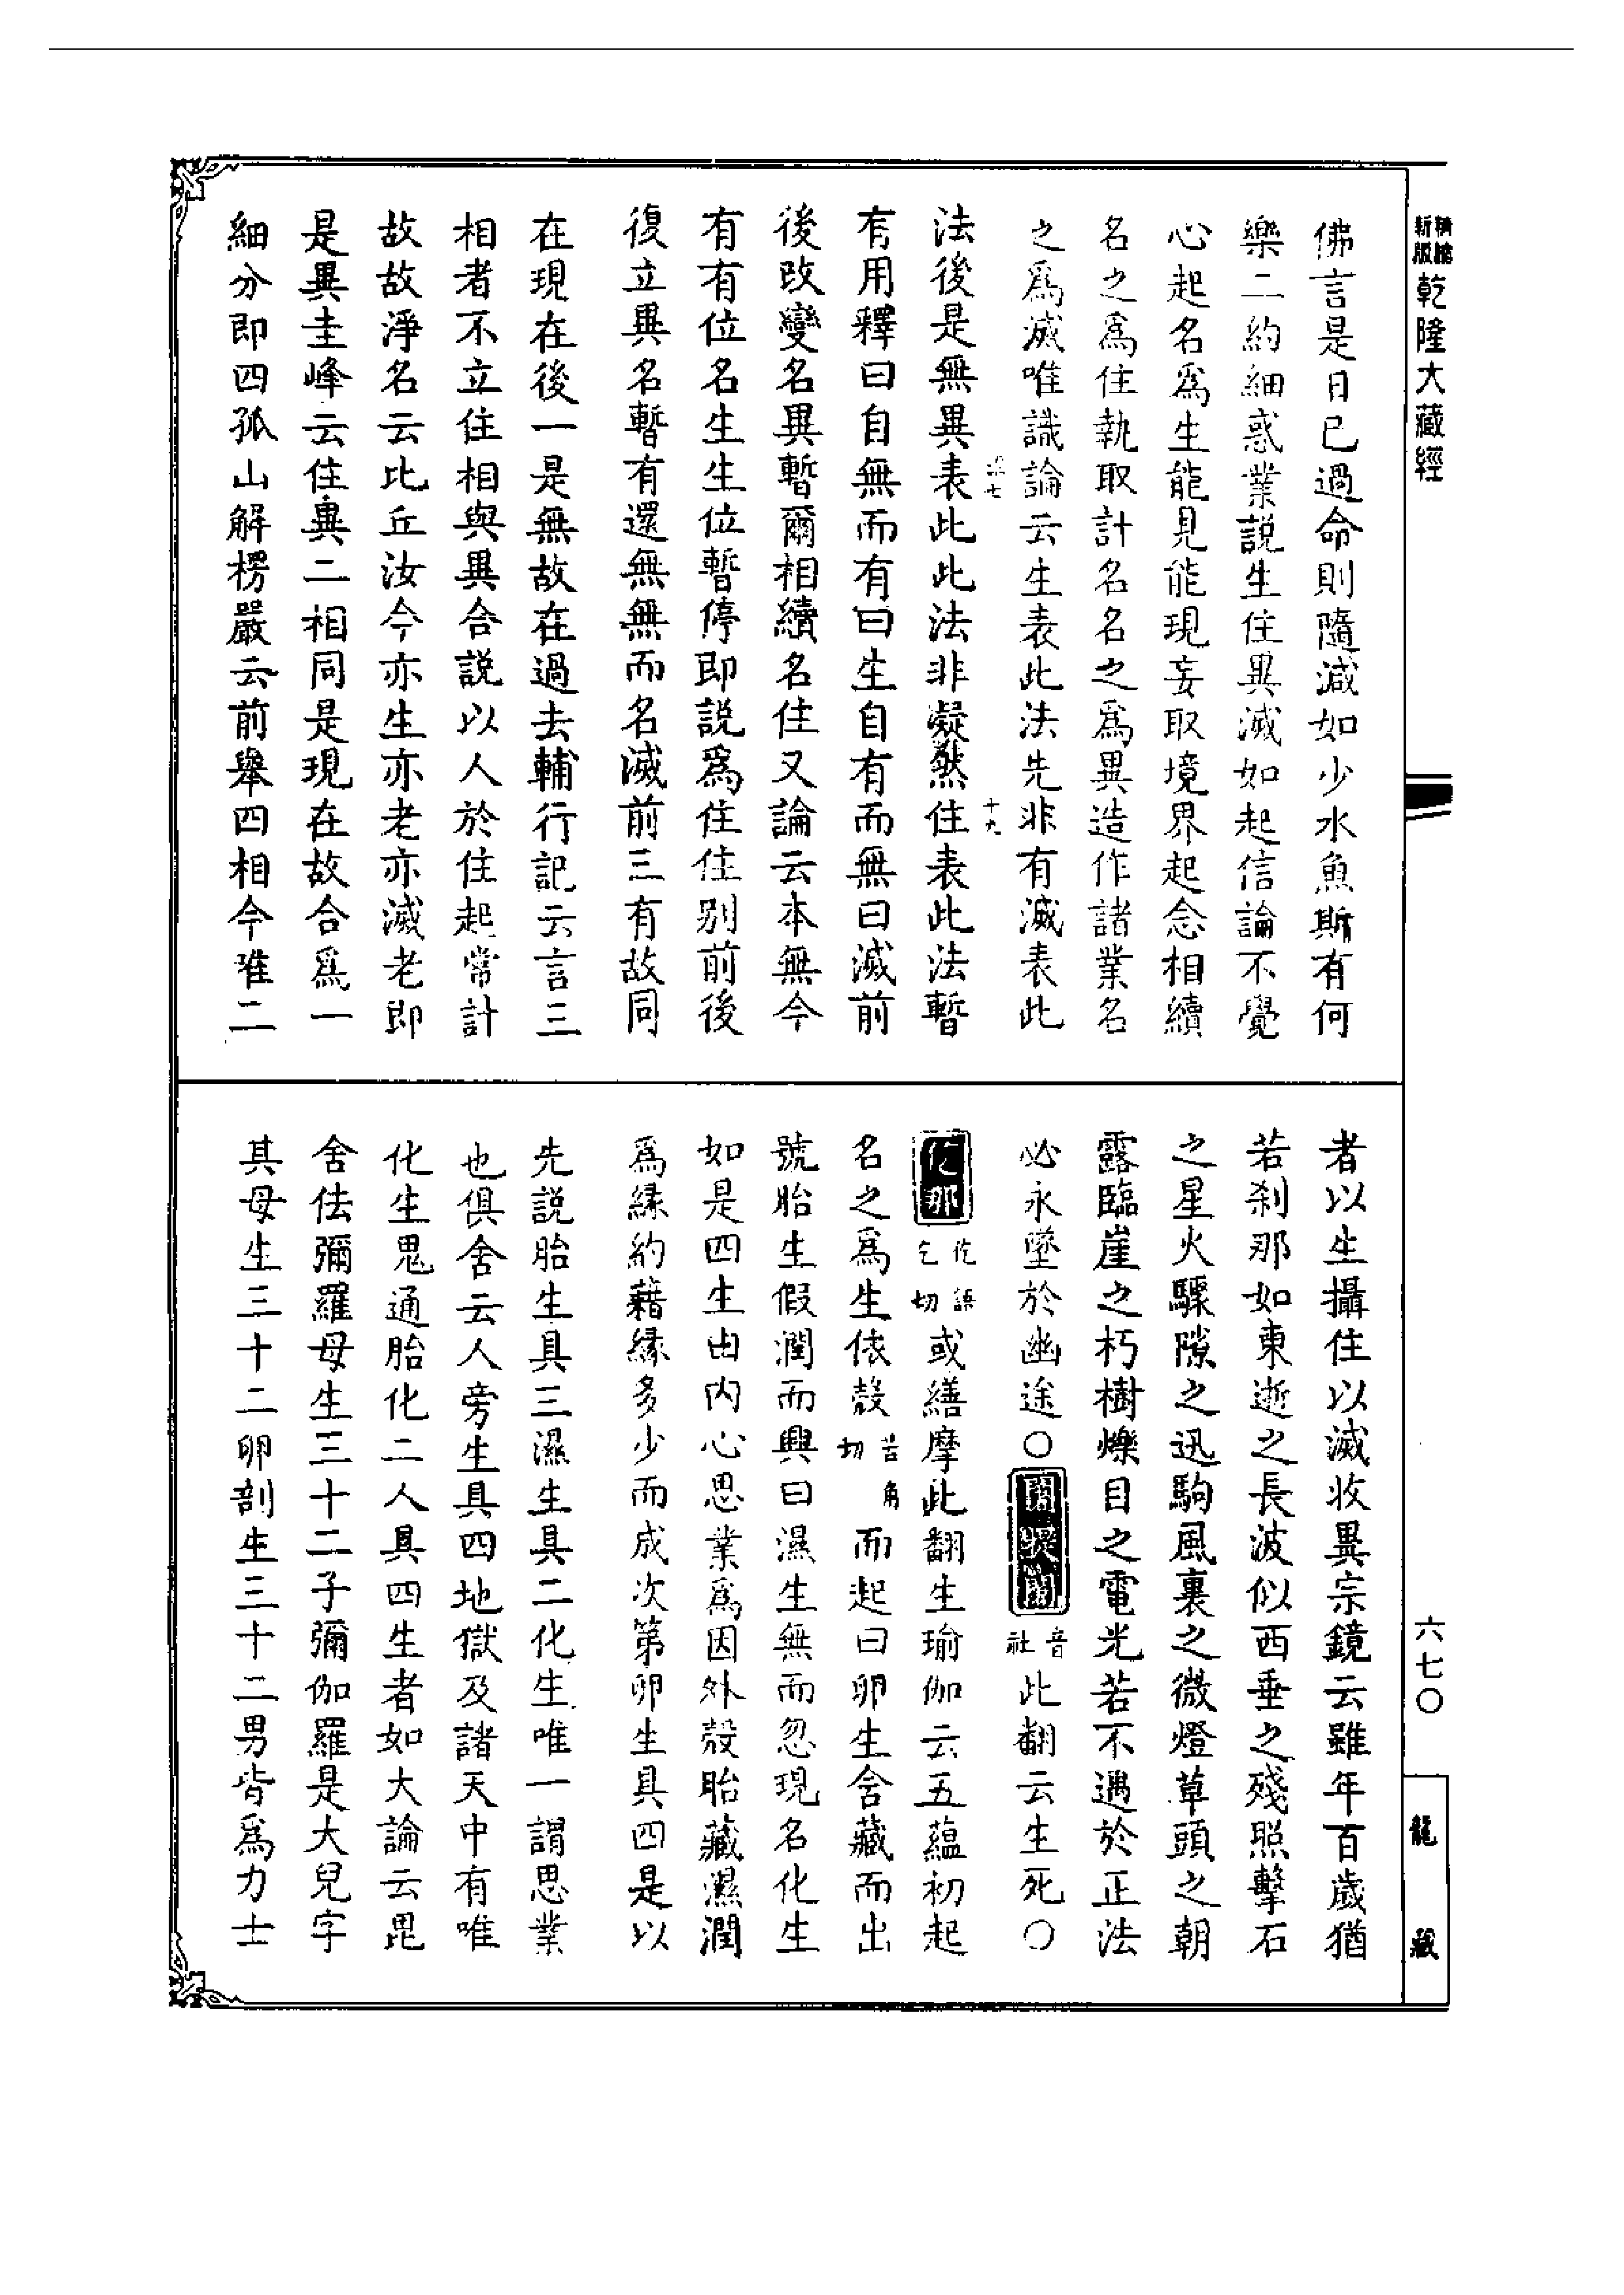 精縮
新版
乾隆大藏經
佛言是日已過命則隨減如少水魚斯有何
樂二約細惑業說生住異滅如起信論不覺
心起名爲生能見能現妄取境界起念相續
名之爲住執取計名名之爲異造作諸業名
之爲滅唯識論云生表此法先非有滅表此
法後是無異表此此法非凝然住表此法暫
有用釋曰自無而有曰生自有而無曰滅前
後改變名異暫爾相續名住又論云本無今
有有位名生生位暫停即說爲住住別前後
復立異名暫有還無無而名滅前三有故同
在現在後一是無故在過去輔行記云言三
相者不立住相與異合說以人於住起常計
故故淨名云比丘汝今亦生亦老亦滅老即
是異圭峰云住異二相同是現在故合爲一
細分即四孤山解楞嚴云前舉四相今唯二
十九
者以生攝住以滅收異宗鏡云雖年百歲猶
若剎那如東逝之長波似西垂之殘照擊石
之星火驟隙之迅駒風裏之微燈草頭之朝
露臨崖之朽樹爍目之電光若不遇於正法
必永墜於幽途○闍提闍音社此翻云生死○
仡那仡語乞切或繕摩此翻生瑜伽云五蘊初起
名之爲生依殼苦角切而起曰卵生含藏而出
號胎生假潤而興曰濕生無而忽現名化生
如是四生由內心思業爲因外殼胎藏濕潤
爲緣約藉緣多少而成次第卵生具四是以
先說胎生具三濕生具二化生唯一謂思業
也俱舍云人旁生具四地獄及諸天中有唯
化生鬼通胎化二人具四生者如大論云毘
舍佉彌羅母生三十二子彌伽羅是大兒字
其母生三十二卵剖生三十二男皆爲力士
六七○
龍藏